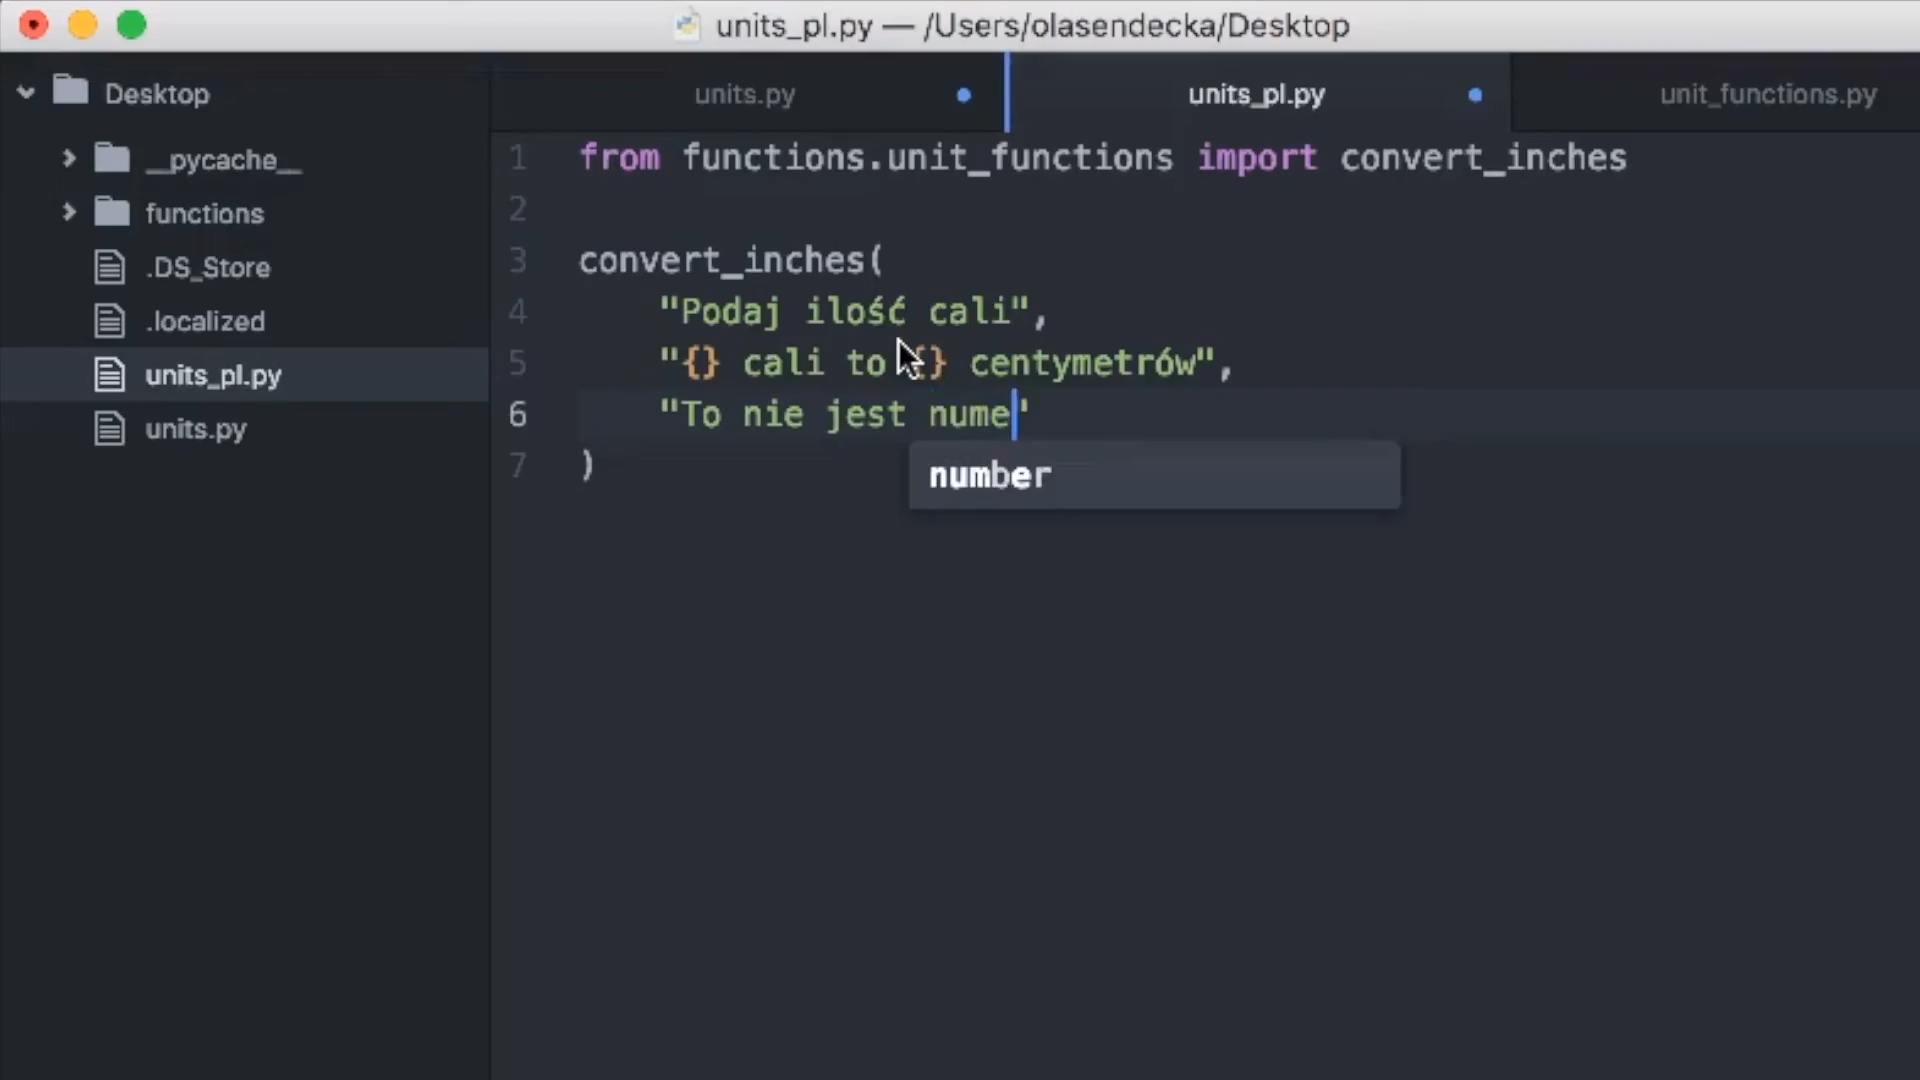 units_pl.py — /Users/olasendecka/Desktop
Desktop
__pycache__
functions
.DS_Store
.localized
units_pl.py
units.py
units.py
units_pl.py
unit_functions.py
1 from functions.unit_functions import convert_inches
2
3 convert_inches(
4 "Podaj ilość cali",
5 "{} cali to {} centymetrów",
6 "To nie jest nume"
7 )
number